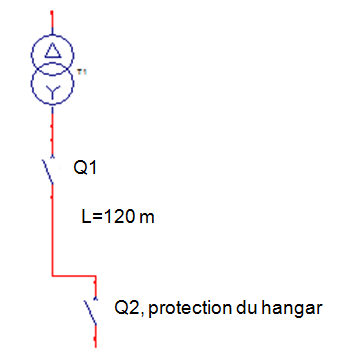 T1
Q1
L=120 m
Q2, protection du hangar